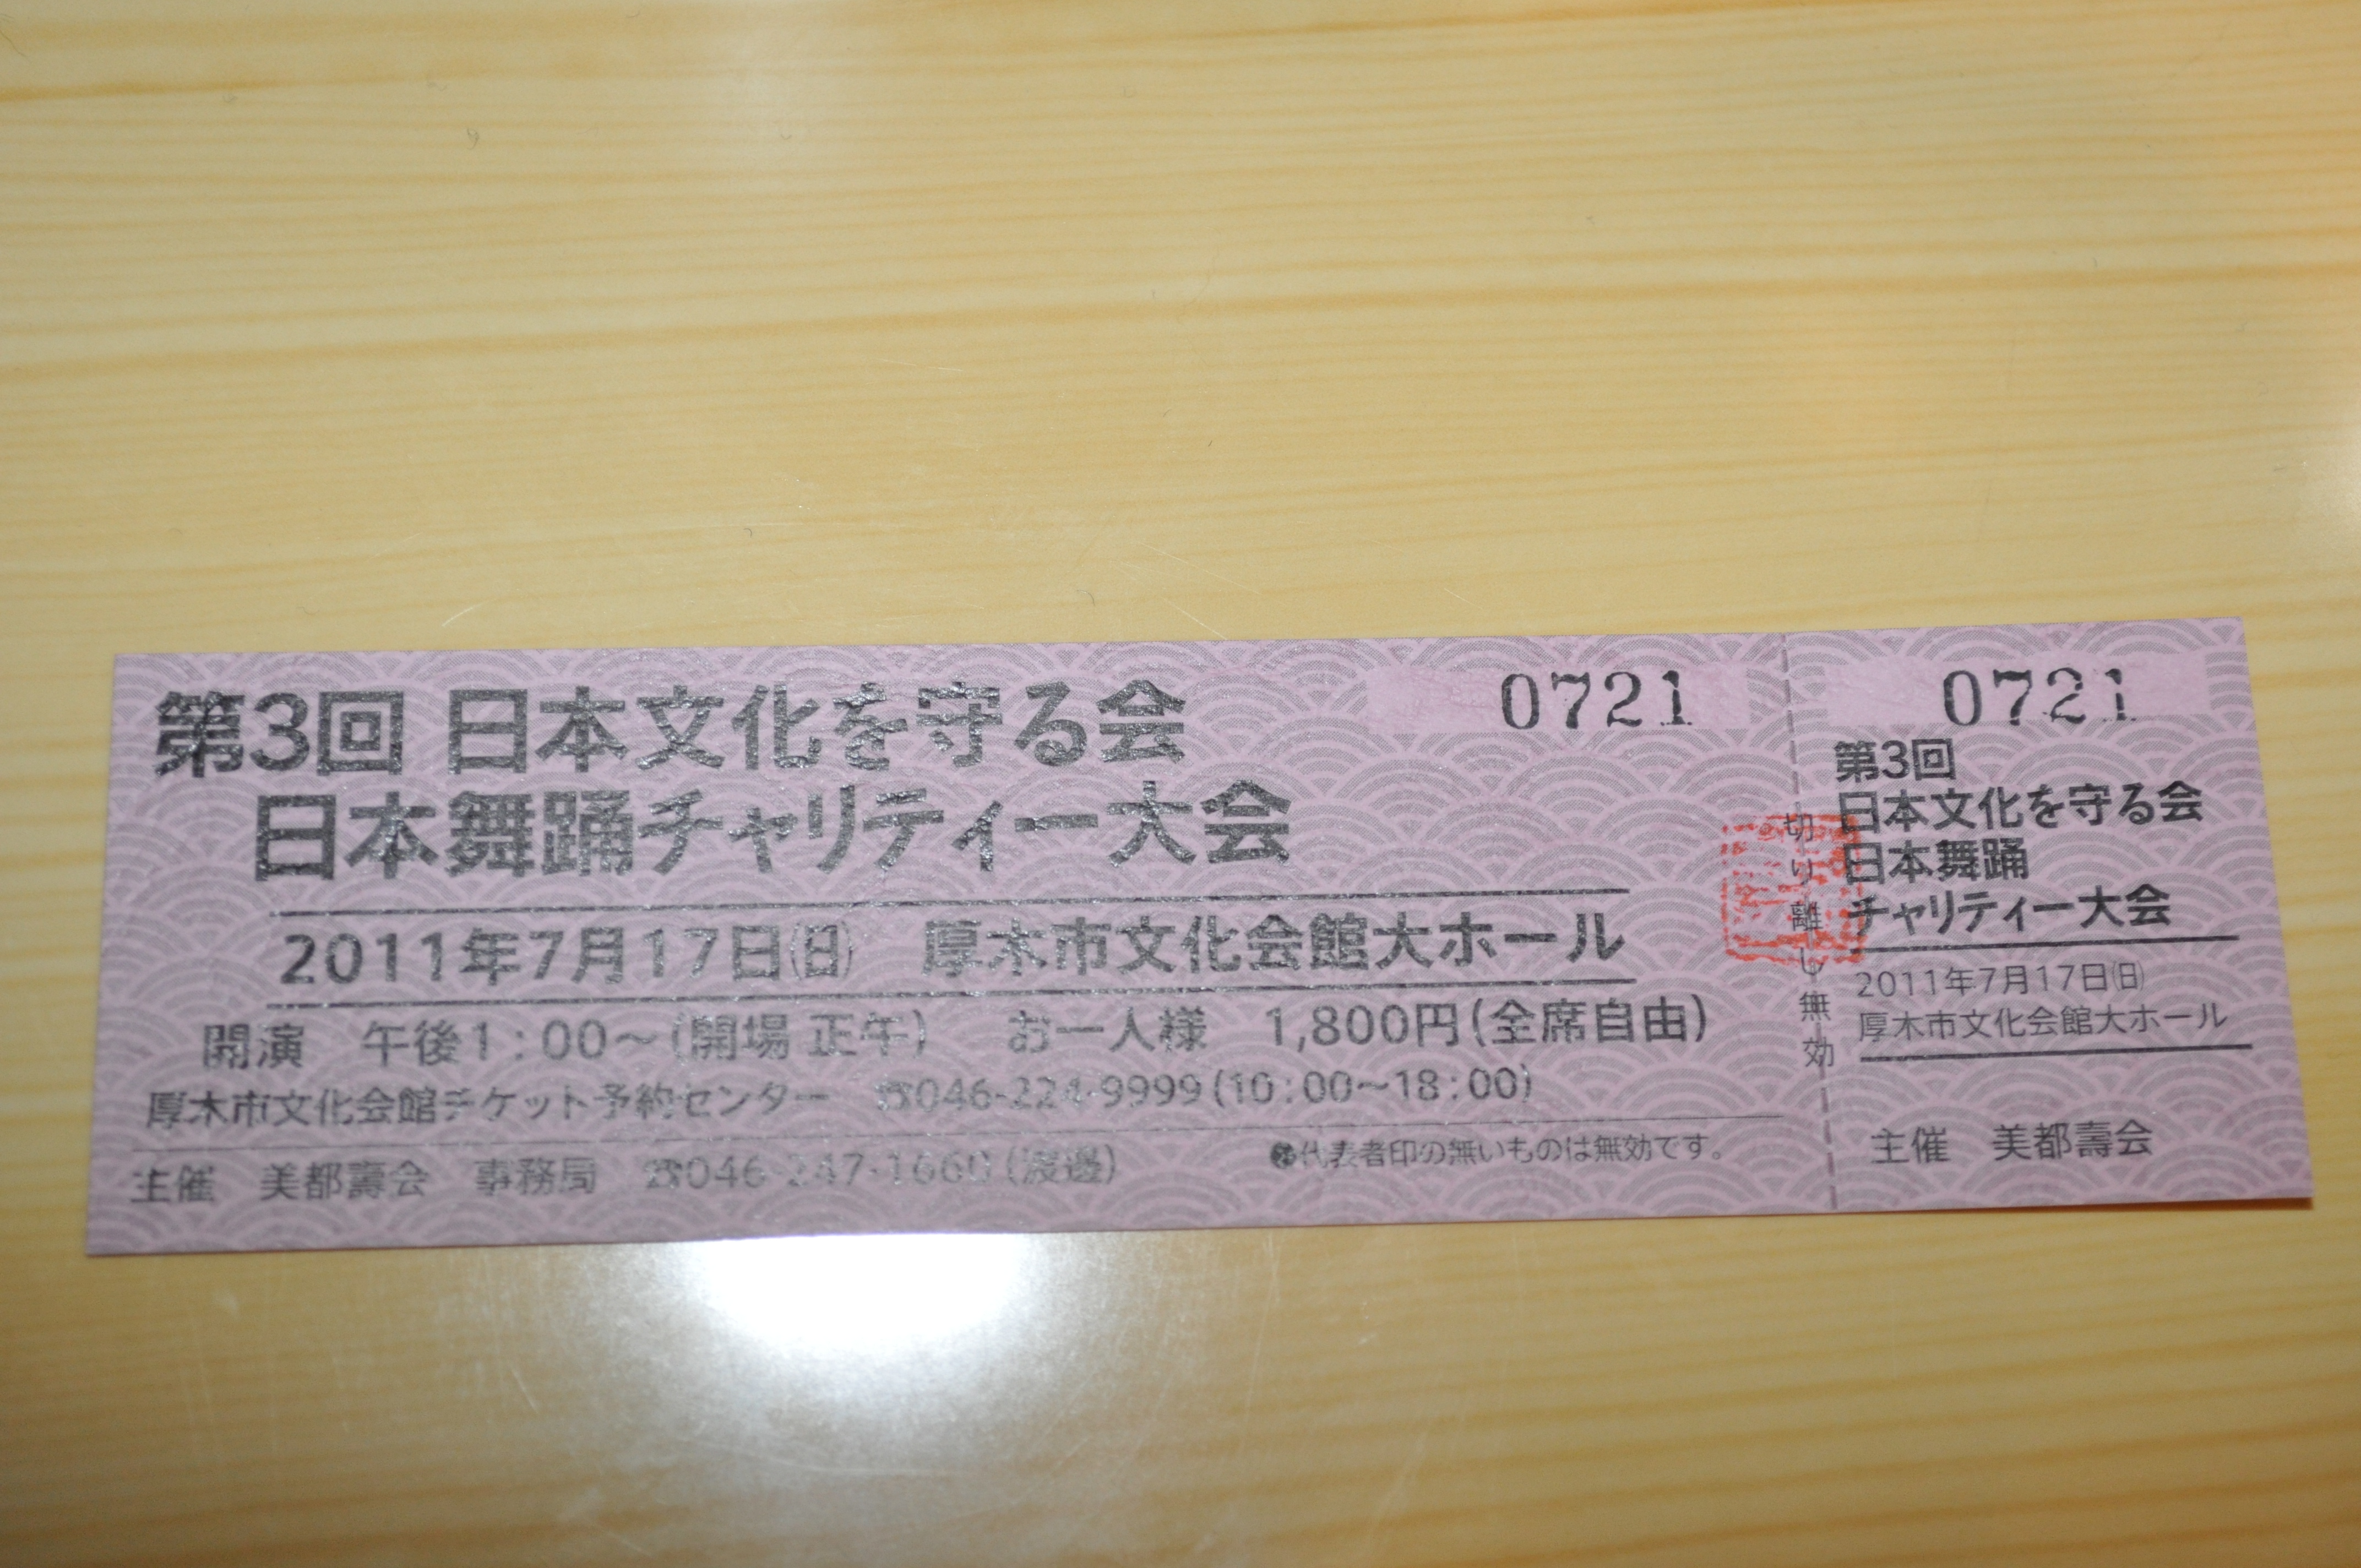 第3回 日本文化を守る会
日本舞踊チャリティー大会
0721
2011年7月17日(日) 厚木市文化会館大ホール
開演 午後1:00~(開場 正午) お一人様 1,800円(全席自由)
厚木市文化会館チケット予約センター ☎046-224-9999(10:00~18:00)
主催 美都壽会 事務局 ☎046-247-1660(渡邉)
代表者印の無いものは無効です。
切り離し無効
0721
第3回
日本文化を守る会
日本舞踊
チャリティー大会
2011年7月17日(日)
厚木市文化会館大ホール
主催 美都壽会